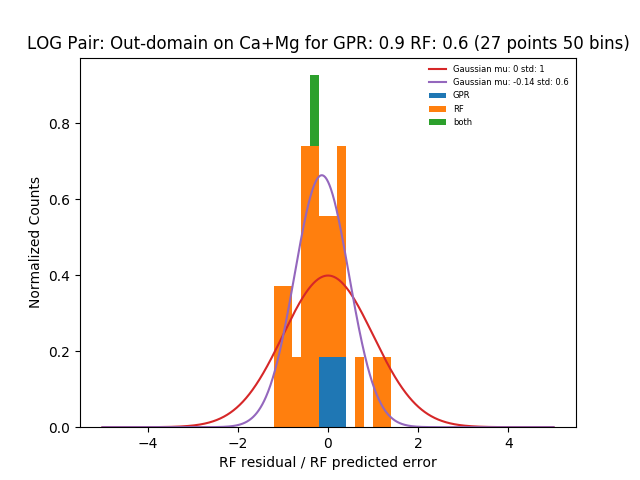 LOG Pair: Out-domain on Ca+Mg for GPR: 0.9 RF: 0.6 (27 points 50 bins)
Gaussian mu: 0 std: 1
Gaussian mu: -0.14 std: 0.6
GPR
RF
both
Normalized Counts
0.8
0.6
0.4
0.2
0.0
−4 −2 0 2 4
RF residual / RF predicted error